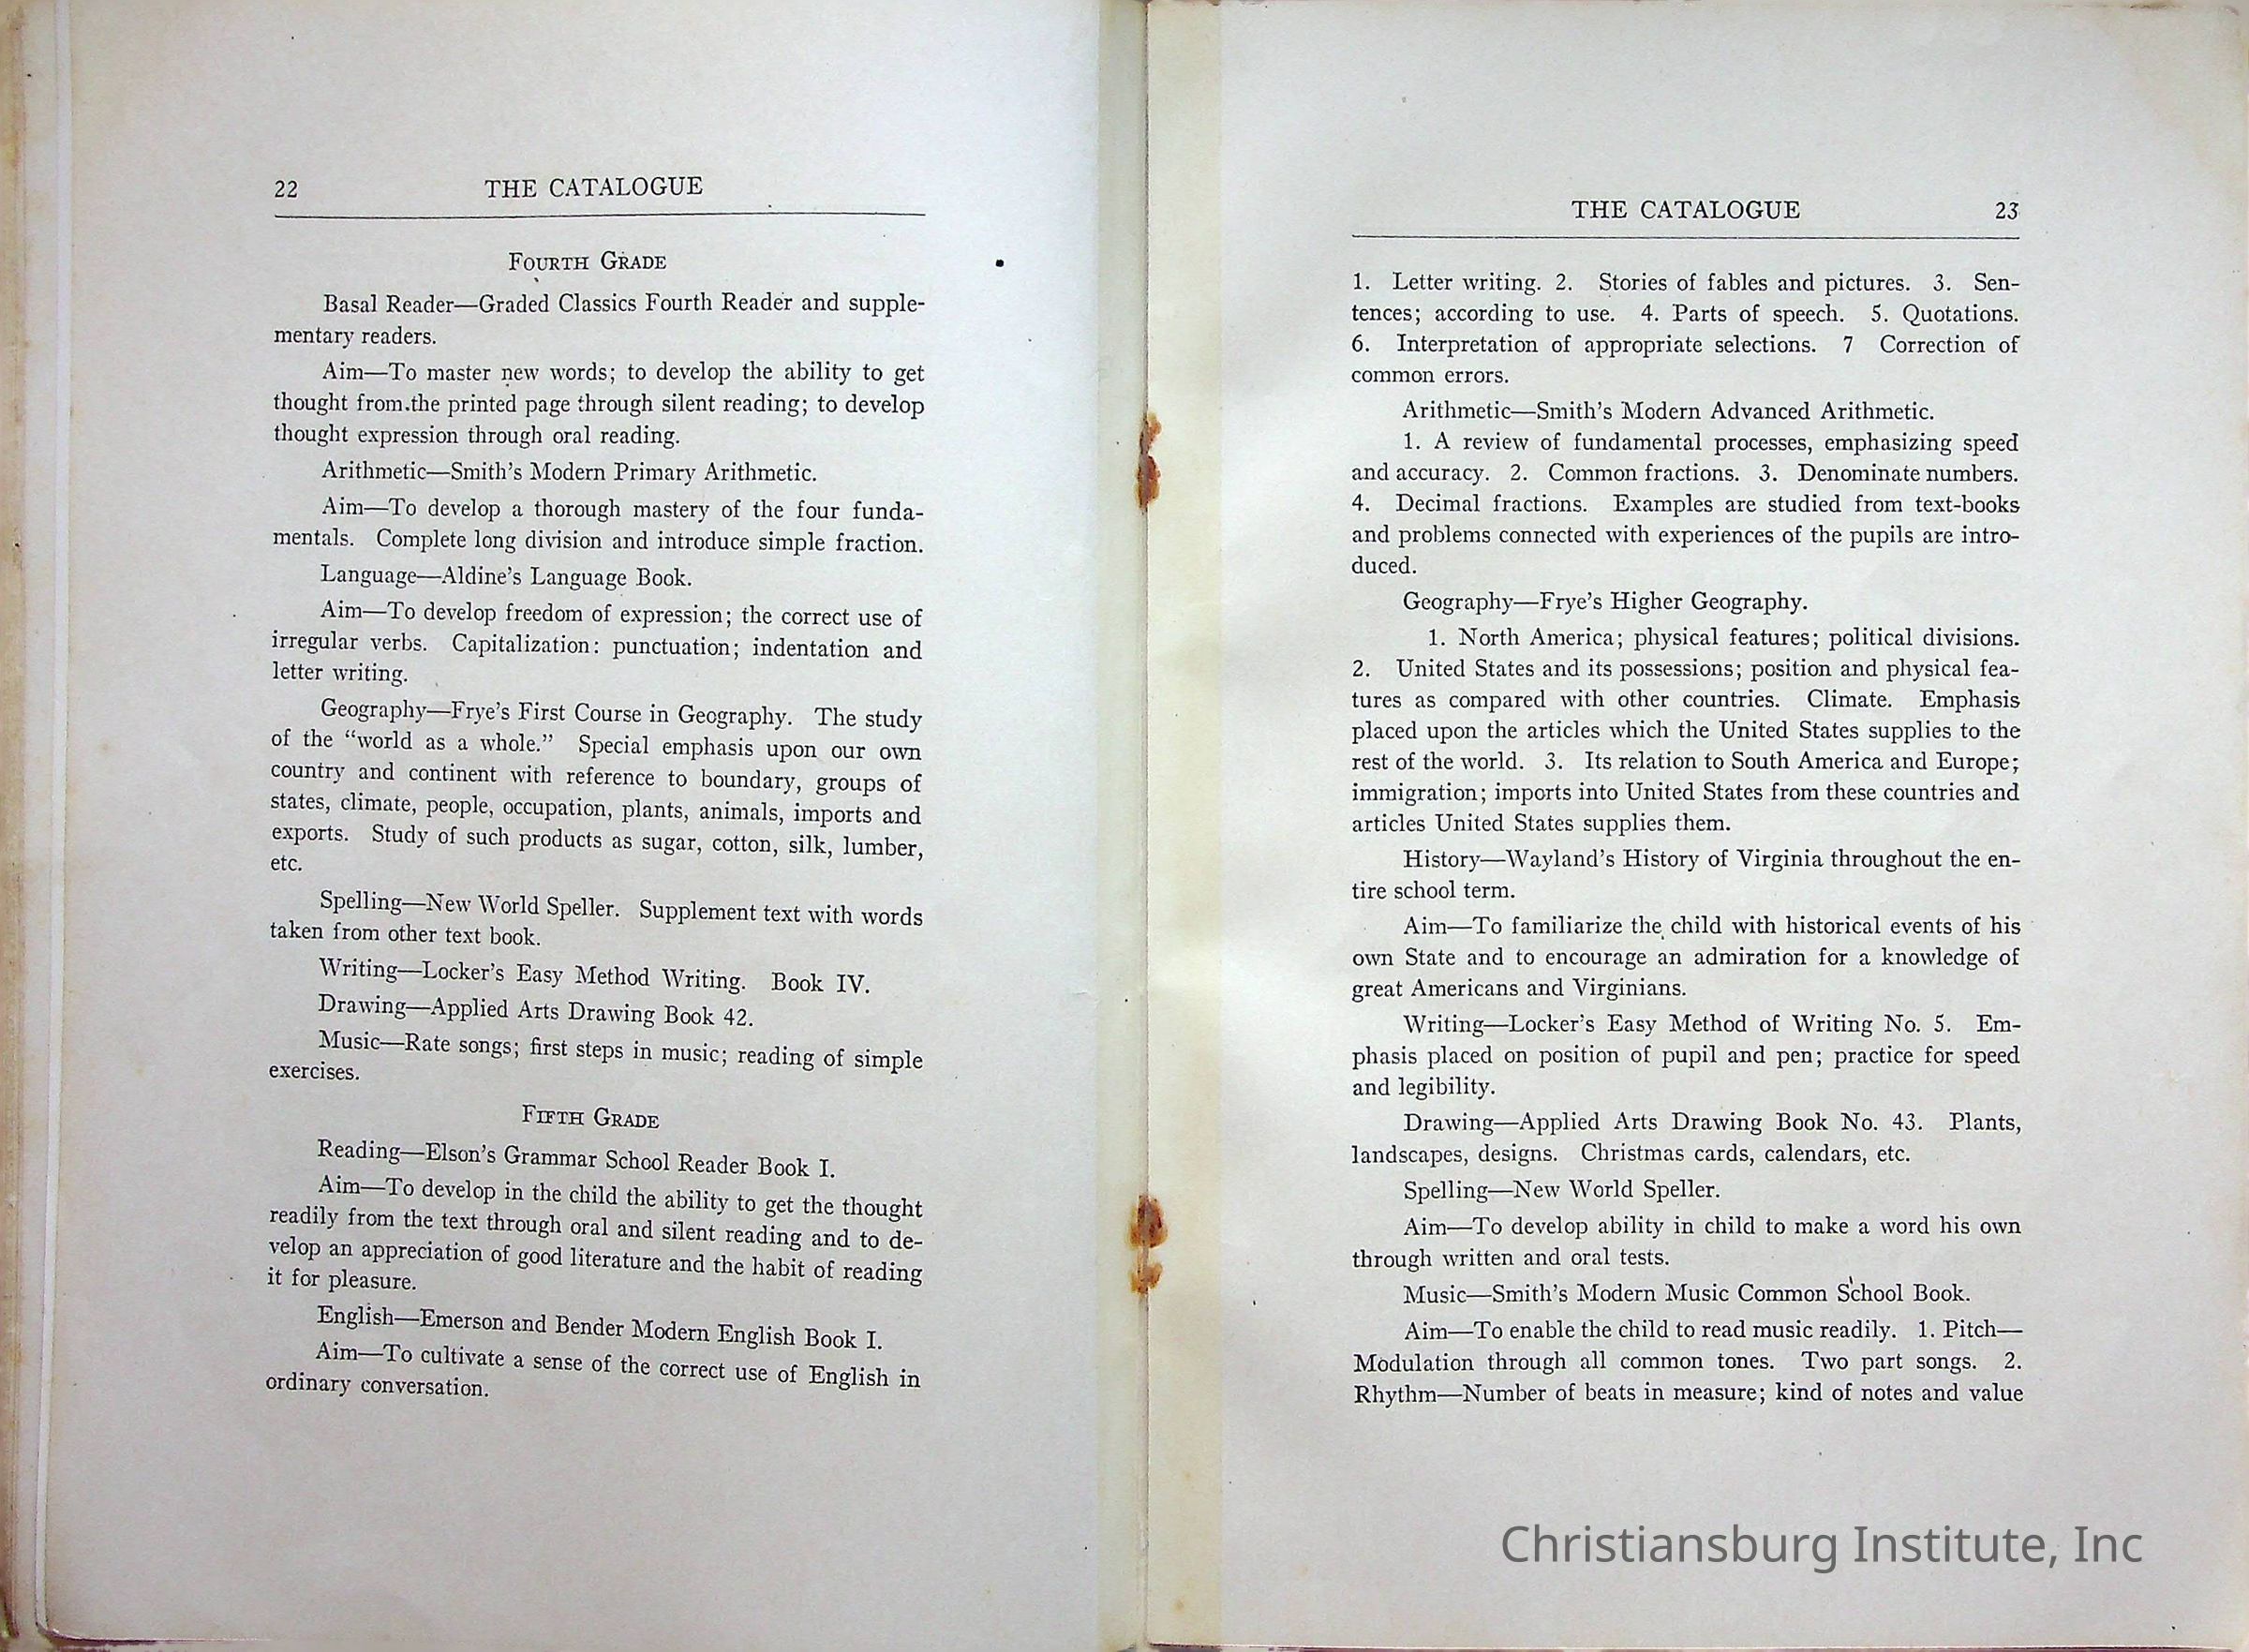 22 THE CATALOGUE
FOURTH GRADE
Basal Reader—Graded Classics Fourth Reader and supple-
mentary readers.
Aim—To master new words; to develop the ability to get
thought from.the printed page through silent reading; to develop
thought expression through oral reading.
Arithmetic—Smith's Modern Primary Arithmetic.
Aim—To develop a thorough mastery of the four funda-
mentals. Complete long division and introduce simple fraction.
Language—Aldine's Language Book.
Aim—To develop freedom of expression; the correct use of
irregular verbs. Capitalization: punctuation; indentation and
letter writing.
Geography—Frye's First Course in Geography. The study
of the "world as a whole." Special emphasis upon our own
country and continent with reference to boundary, groups of
states, climate, people, occupation, plants, animals, imports and
exports. Study of such products as sugar, cotton, silk, lumber,
etc.
Spelling—New World Speller. Supplement text with words
taken from other text book.
Writing—Locker's Easy Method Writing. Book IV.
Drawing—Applied Arts Drawing Book 42.
Music—Rate songs; first steps in music; reading of simple
exercises.
FIFTH GRADE
Reading—Elson's Grammar School Reader Book I.
Aim—To develop in the child the ability to get the thought
readily from the text through oral and silent reading and to de-
velop an appreciation of good literature and the habit of reading
it for pleasure.
English—Emerson and Bender Modern English Book I.
Aim—To cultivate a sense of the correct use of English in
ordinary conversation.
THE CATALOGUE 23
1. Letter writing. 2. Stories of fables and pictures. 3. Sen-
tences; according to use. 4. Parts of speech. 5. Quotations.
6. Interpretation of appropriate selections. 7 Correction of
common errors.
Arithmetic—Smith's Modern Advanced Arithmetic.
1. A review of fundamental processes, emphasizing speed
and accuracy. 2. Common fractions. 3. Denominate numbers.
4. Decimal fractions. Examples are studied from text-books
and problems connected with experiences of the pupils are intro-
duced.
Geography—Frye's Higher Geography.
1. North America; physical features; political divisions.
2. United States and its possessions; position and physical fea-
tures as compared with other countries. Climate. Emphasis
placed upon the articles which the United States supplies to the
rest of the world. 3. Its relation to South America and Europe;
immigration; imports into United States from these countries and
articles United States supplies them.
History—Wayland's History of Virginia throughout the en-
tire school term.
Aim—To familiarize the child with historical events of his
own State and to encourage an admiration for a knowledge of
great Americans and Virginians.
Writing—Locker's Easy Method of Writing No. 5. Em-
phasis placed on position of pupil and pen; practice for speed
and legibility.
Drawing—Applied Arts Drawing Book No. 43. Plants,
landscapes, designs. Christmas cards, calendars, etc.
Spelling—New World Speller.
Aim—To develop ability in child to make a word his own
through written and oral tests.
Music—Smith's Modern Music Common School Book.
Aim—To enable the child to read music readily. 1. Pitch—
Modulation through all common tones. Two part songs. 2.
Rhythm—Number of beats in measure; kind of notes and value
Christiansburg Institute, Inc